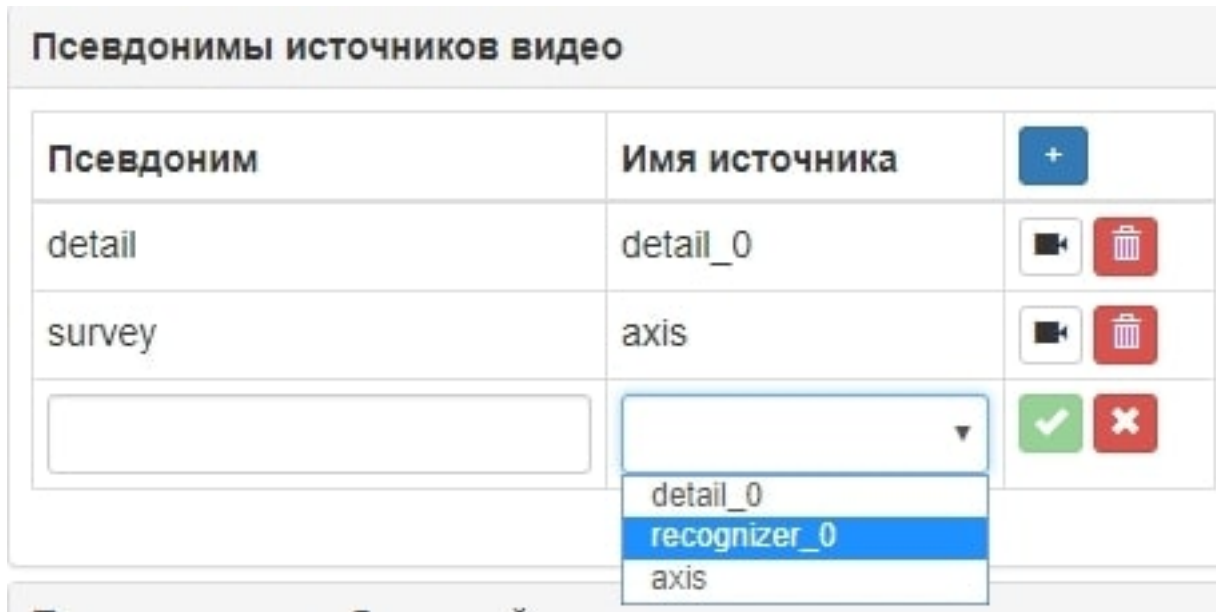 Псевдонимы источников видео
Псевдоним Имя источника +
detail detail_0
survey axis
detail_0
recognizer_0
axis